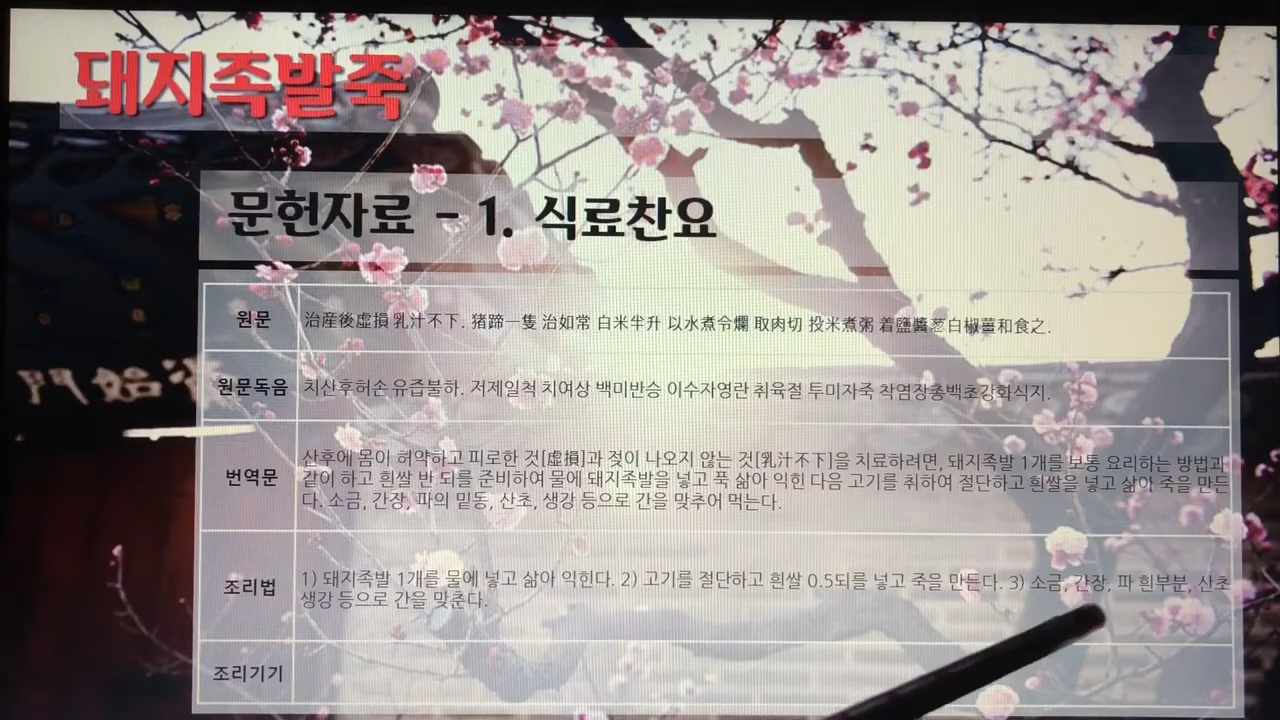 돼지족발죽
문헌자료 - 1. 식료찬요
원문
治産後虛損 乳汁不下. 猪蹄一隻 治如常 白米半升 以水煮令爛 取肉切 投米煮粥 着鹽醬葱白椒薑和食之.
원문독음
치산후허손 유즙불하. 저제일척 치여상 백미반승 이수자영란 취육절 투미자죽 착염장총백초강화식지.
번역문
산후에 몸이 허약하고 피로한 것[虛損]과 젖이 나오지 않는 것[乳汁不下]을 치료하려면, 돼지족발 1개를 보통 요리하는 방법과
같이 하고 흰쌀 반 되를 준비하여 물에 돼지족발을 넣고 푹 삶아 익힌 다음 고기를 취하여 절단하고 흰쌀을 넣고 삶아 죽을 만든
다. 소금, 간장, 파의 밑동, 산초, 생강 등으로 간을 맞추어 먹는다.
조리법
1) 돼지족발 1개를 물에 넣고 삶아 익힌다. 2) 고기를 절단하고 흰쌀 0.5되를 넣고 죽을 만든다. 3) 소금, 간장, 파 흰부분, 산초
생강 등으로 간을 맞춘다.
조리기기
門始